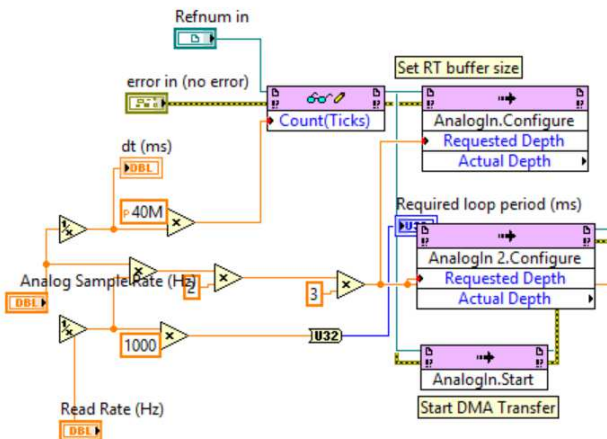 Refnum in
Set RT buffer size
error in (no error)
Count(Ticks)
AnalogIn.Configure
Requested Depth
Actual Depth
dt (ms)
DBL
40M
Required loop period (ms)
AnalogIn 2.Configure
Requested Depth
Actual Depth
Analog Sample Rate (Hz)
2
3
DBL
1000
U32
AnalogIn.Start
Start DMA Transfer
Read Rate (Hz)
DBL